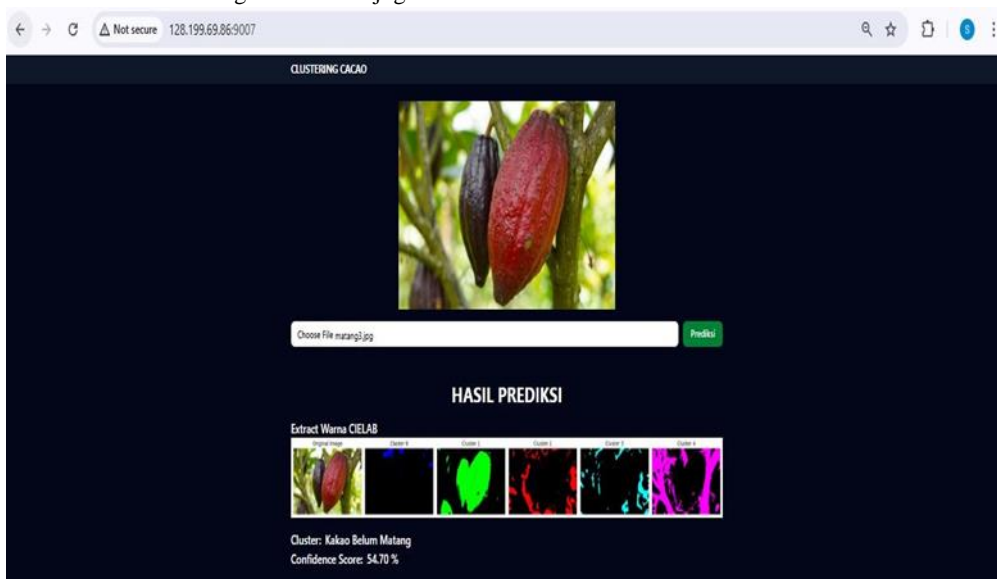 Not secure 128.199.69.86:9007
S
CLUSTERING CACAO
Choose File matang3.jpg
Prediksi
HASIL PREDIKSI
Extract Warna CIELAB
Original Image Cluster 0 Cluster 1 Cluster 2 Cluster 3 Cluster 4
Cluster: Kakao Belum Matang
Confidence Score: 54.70 %